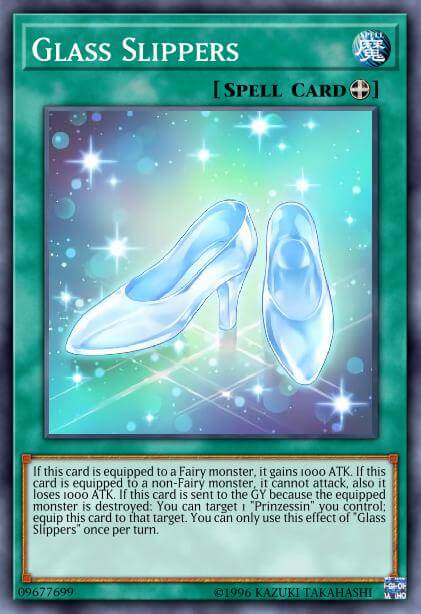 Glass Slippers
SPELL
魔
[Spell Card]
If this card is equipped to a Fairy monster, it gains 1000 ATK. If this
card is equipped to a non-Fairy monster, it cannot attack, also it
loses 1000 ATK. If this card is sent to the GY because the equipped
monster is destroyed: You can target 1 "Prinzessin" you control;
equip this card to that target. You can only use this effect of "Glass
Slippers" once per turn.
09677699
©1996 KAZUKI TAKAHASHI